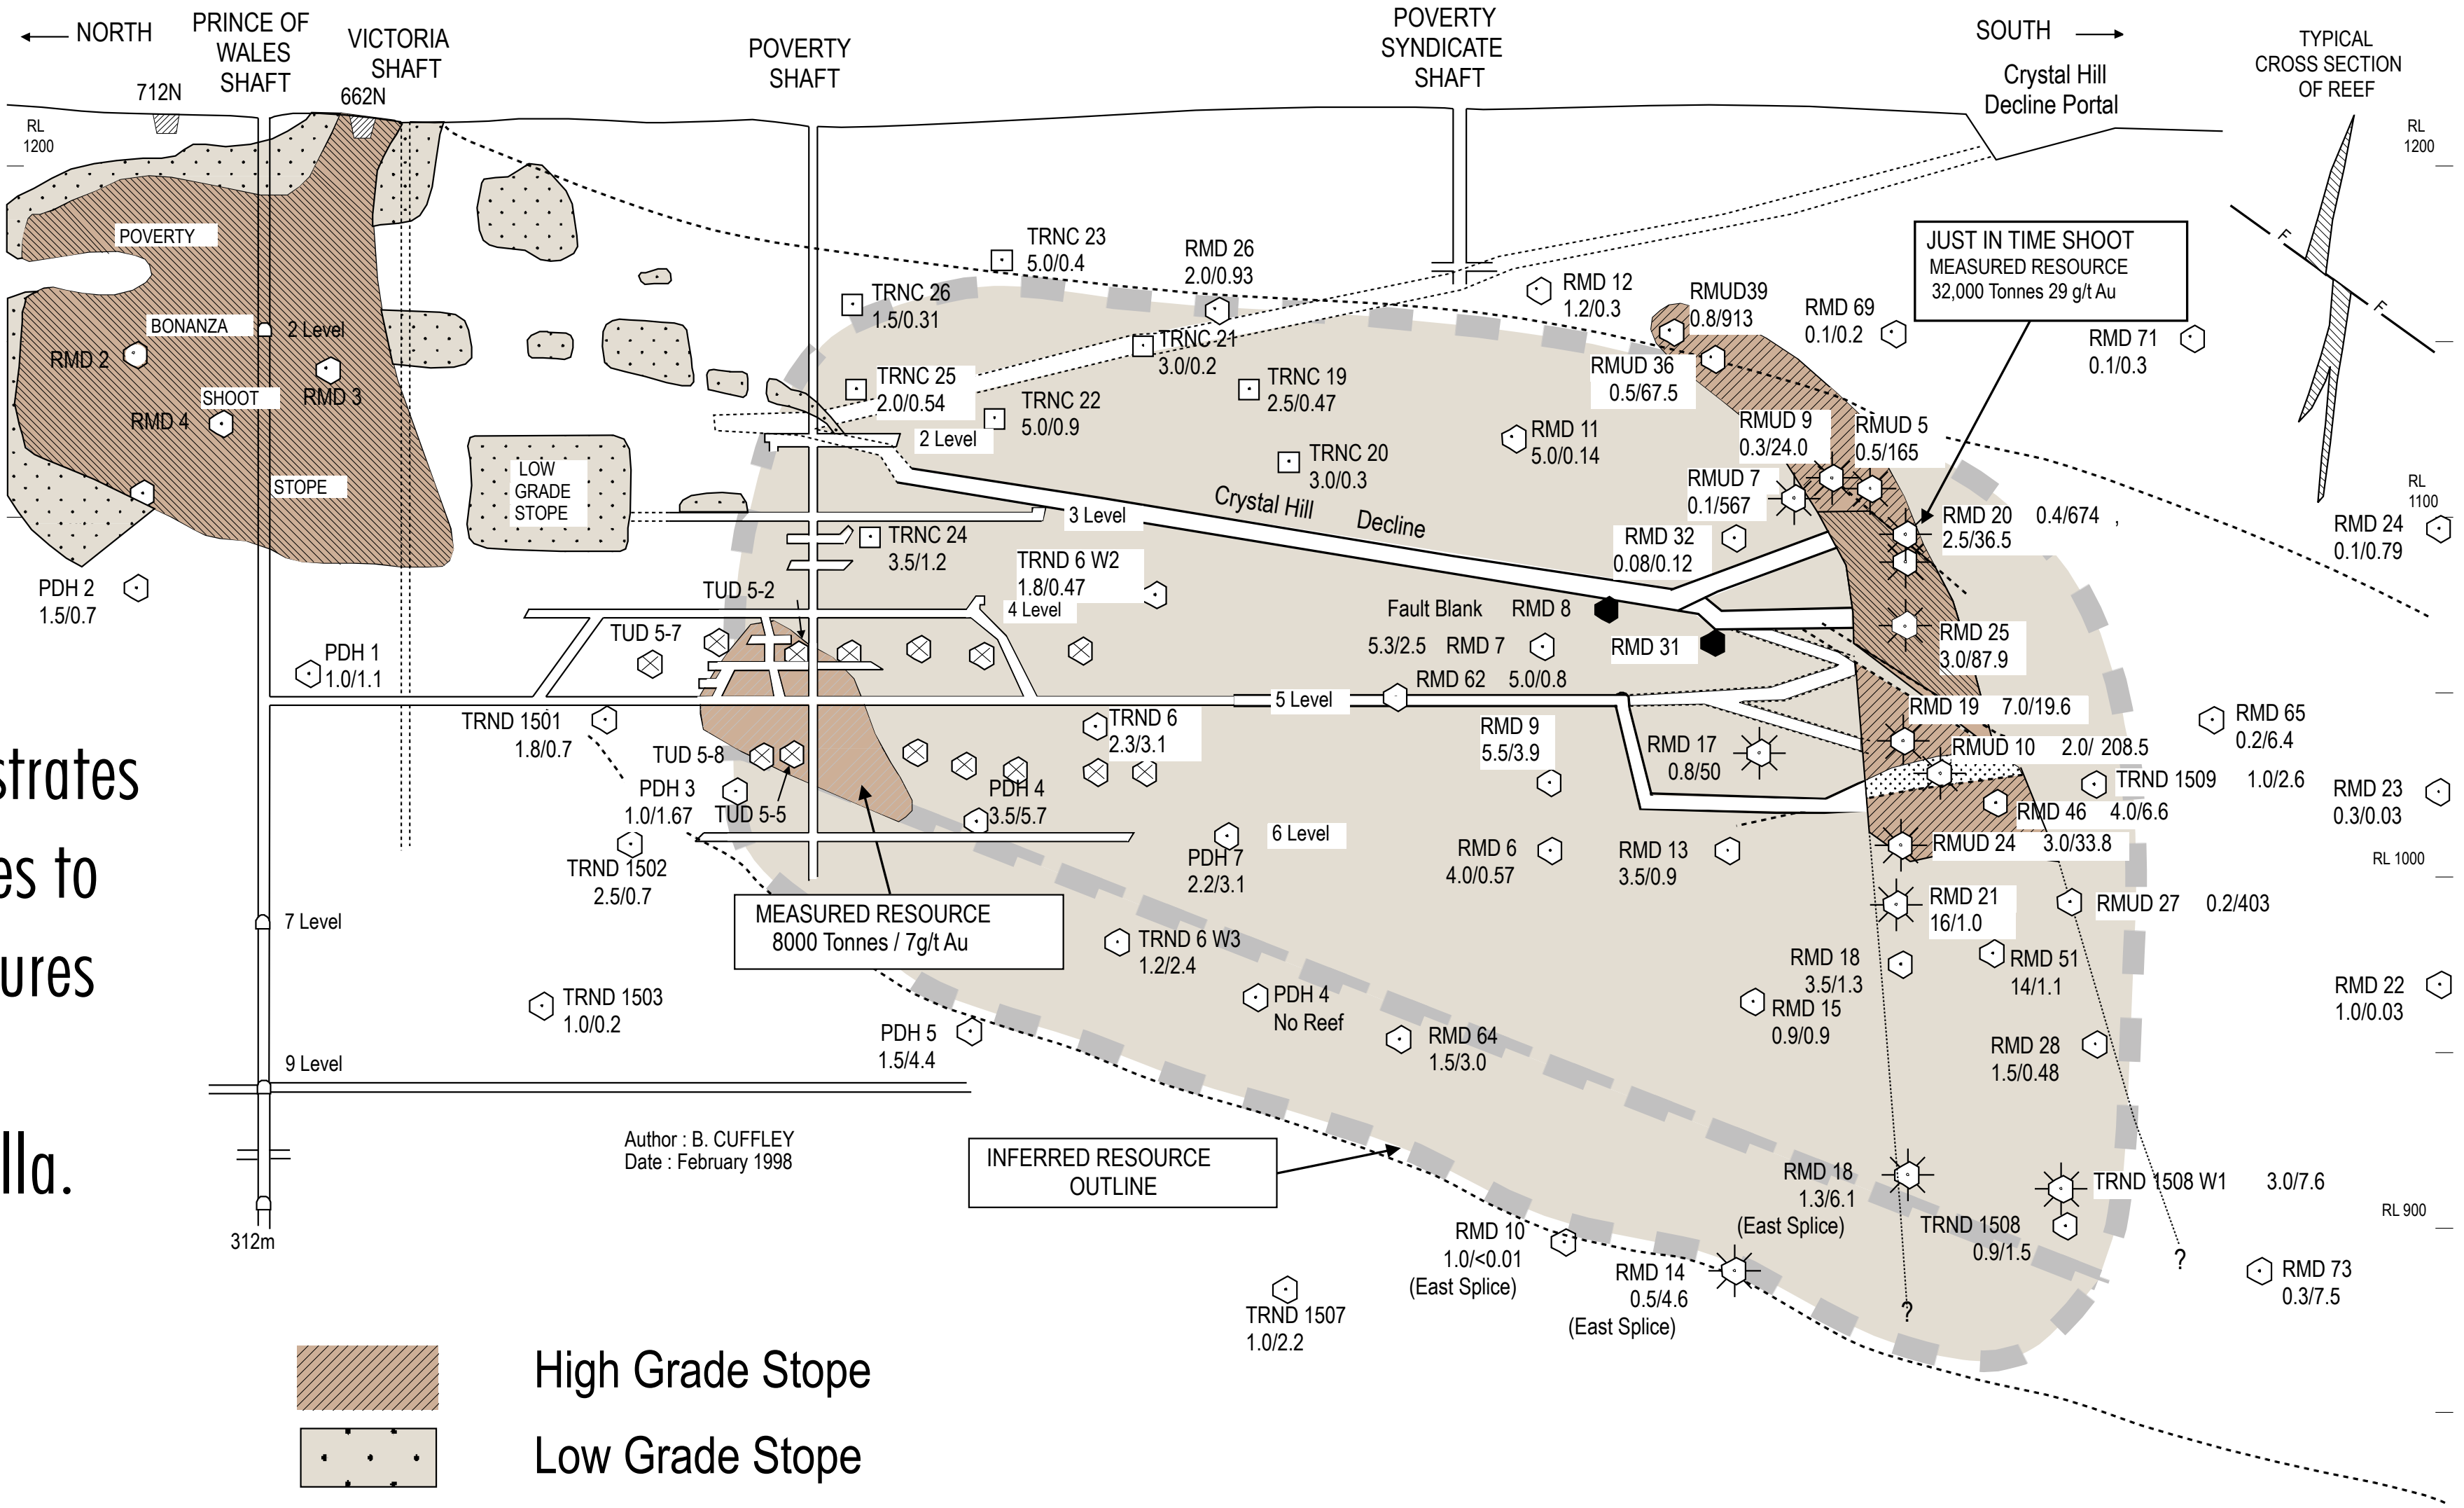 NORTH
PRINCE OF
WALES
SHAFT
VICTORIA
SHAFT
POVERTY
SHAFT
POVERTY
SYNDICATE
SHAFT
SOUTH
Crystal Hill
Decline Portal
TYPICAL
CROSS SECTION
OF REEF
712N
662N
RL
1200
RL
1200
F
F
POVERTY
BONANZA
2 Level
RMD 2
RMD 3
SHOOT
RMD 4
STOPE
LOW
GRADE
STOPE
TRNC 23
5.0/0.4
RMD 26
2.0/0.93
TRNC 26
1.5/0.31
TRNC 21
3.0/0.2
TRNC 25
2.0/0.54
TRNC 22
5.0/0.9
TRNC 19
2.5/0.47
TRNC 20
3.0/0.3
2 Level
RMD 12
1.2/0.3
RMUD39
0.8/913
RMD 69
0.1/0.2
RMD 71
0.1/0.3
JUST IN TIME SHOOT
MEASURED RESOURCE
32,000 Tonnes 29 g/t Au
RMUD 36
0.5/67.5
RMD 11
5.0/0.14
RMUD 9
0.3/24.0
RMUD 5
0.5/165
RMUD 7
0.1/567
RL
1100
Crystal Hill Decline
3 Level
TRNC 24
3.5/1.2
RMD 32
0.08/0.12
RMD 20 0.4/674 ,
2.5/36.5
RMD 24
0.1/0.79
TRND 6 W2
1.8/0.47
4 Level
PDH 2
1.5/0.7
TUD 5-2
TUD 5-7
Fault Blank RMD 8
5.3/2.5 RMD 7
RMD 31
RMD 25
3.0/87.9
PDH 1
1.0/1.1
RMD 62 5.0/0.8
5 Level
TRND 1501
1.8/0.7
TRND 6
2.3/3.1
RMD 9
5.5/3.9
RMD 17
0.8/50
RMD 19 7.0/19.6
RMUD 10 2.0/ 208.5
RMD 65
0.2/6.4
TUD 5-8
PDH 3
1.0/1.67
TUD 5-5
PDH 4
3.5/5.7
TRND 1509 1.0/2.6
RMD 23
0.3/0.03
RMD 46 4.0/6.6
strates
es to
ures
lla.
TRND 1502
2.5/0.7
6 Level
PDH 7
2.2/3.1
RMD 6
4.0/0.57
RMD 13
3.5/0.9
RMUD 24 3.0/33.8
RL 1000
MEASURED RESOURCE
8000 Tonnes / 7g/t Au
RMD 21
16/1.0
RMUD 27 0.2/403
7 Level
TRND 6 W3
1.2/2.4
RMD 18
3.5/1.3
RMD 51
14/1.1
RMD 22
1.0/0.03
TRND 1503
1.0/0.2
PDH 4
No Reef
RMD 15
0.9/0.9
PDH 5
1.5/4.4
RMD 64
1.5/3.0
RMD 28
1.5/0.48
9 Level
Author : B. CUFFLEY
Date : February 1998
INFERRED RESOURCE
OUTLINE
RMD 18
1.3/6.1
(East Splice)
TRND 1508 W1 3.0/7.6
TRND 1508
0.9/1.5
RL 900
312m
RMD 10
1.0/<0.01
(East Splice)
RMD 14
0.5/4.6
(East Splice)
?
?
RMD 73
0.3/7.5
TRND 1507
1.0/2.2
High Grade Stope
Low Grade Stope